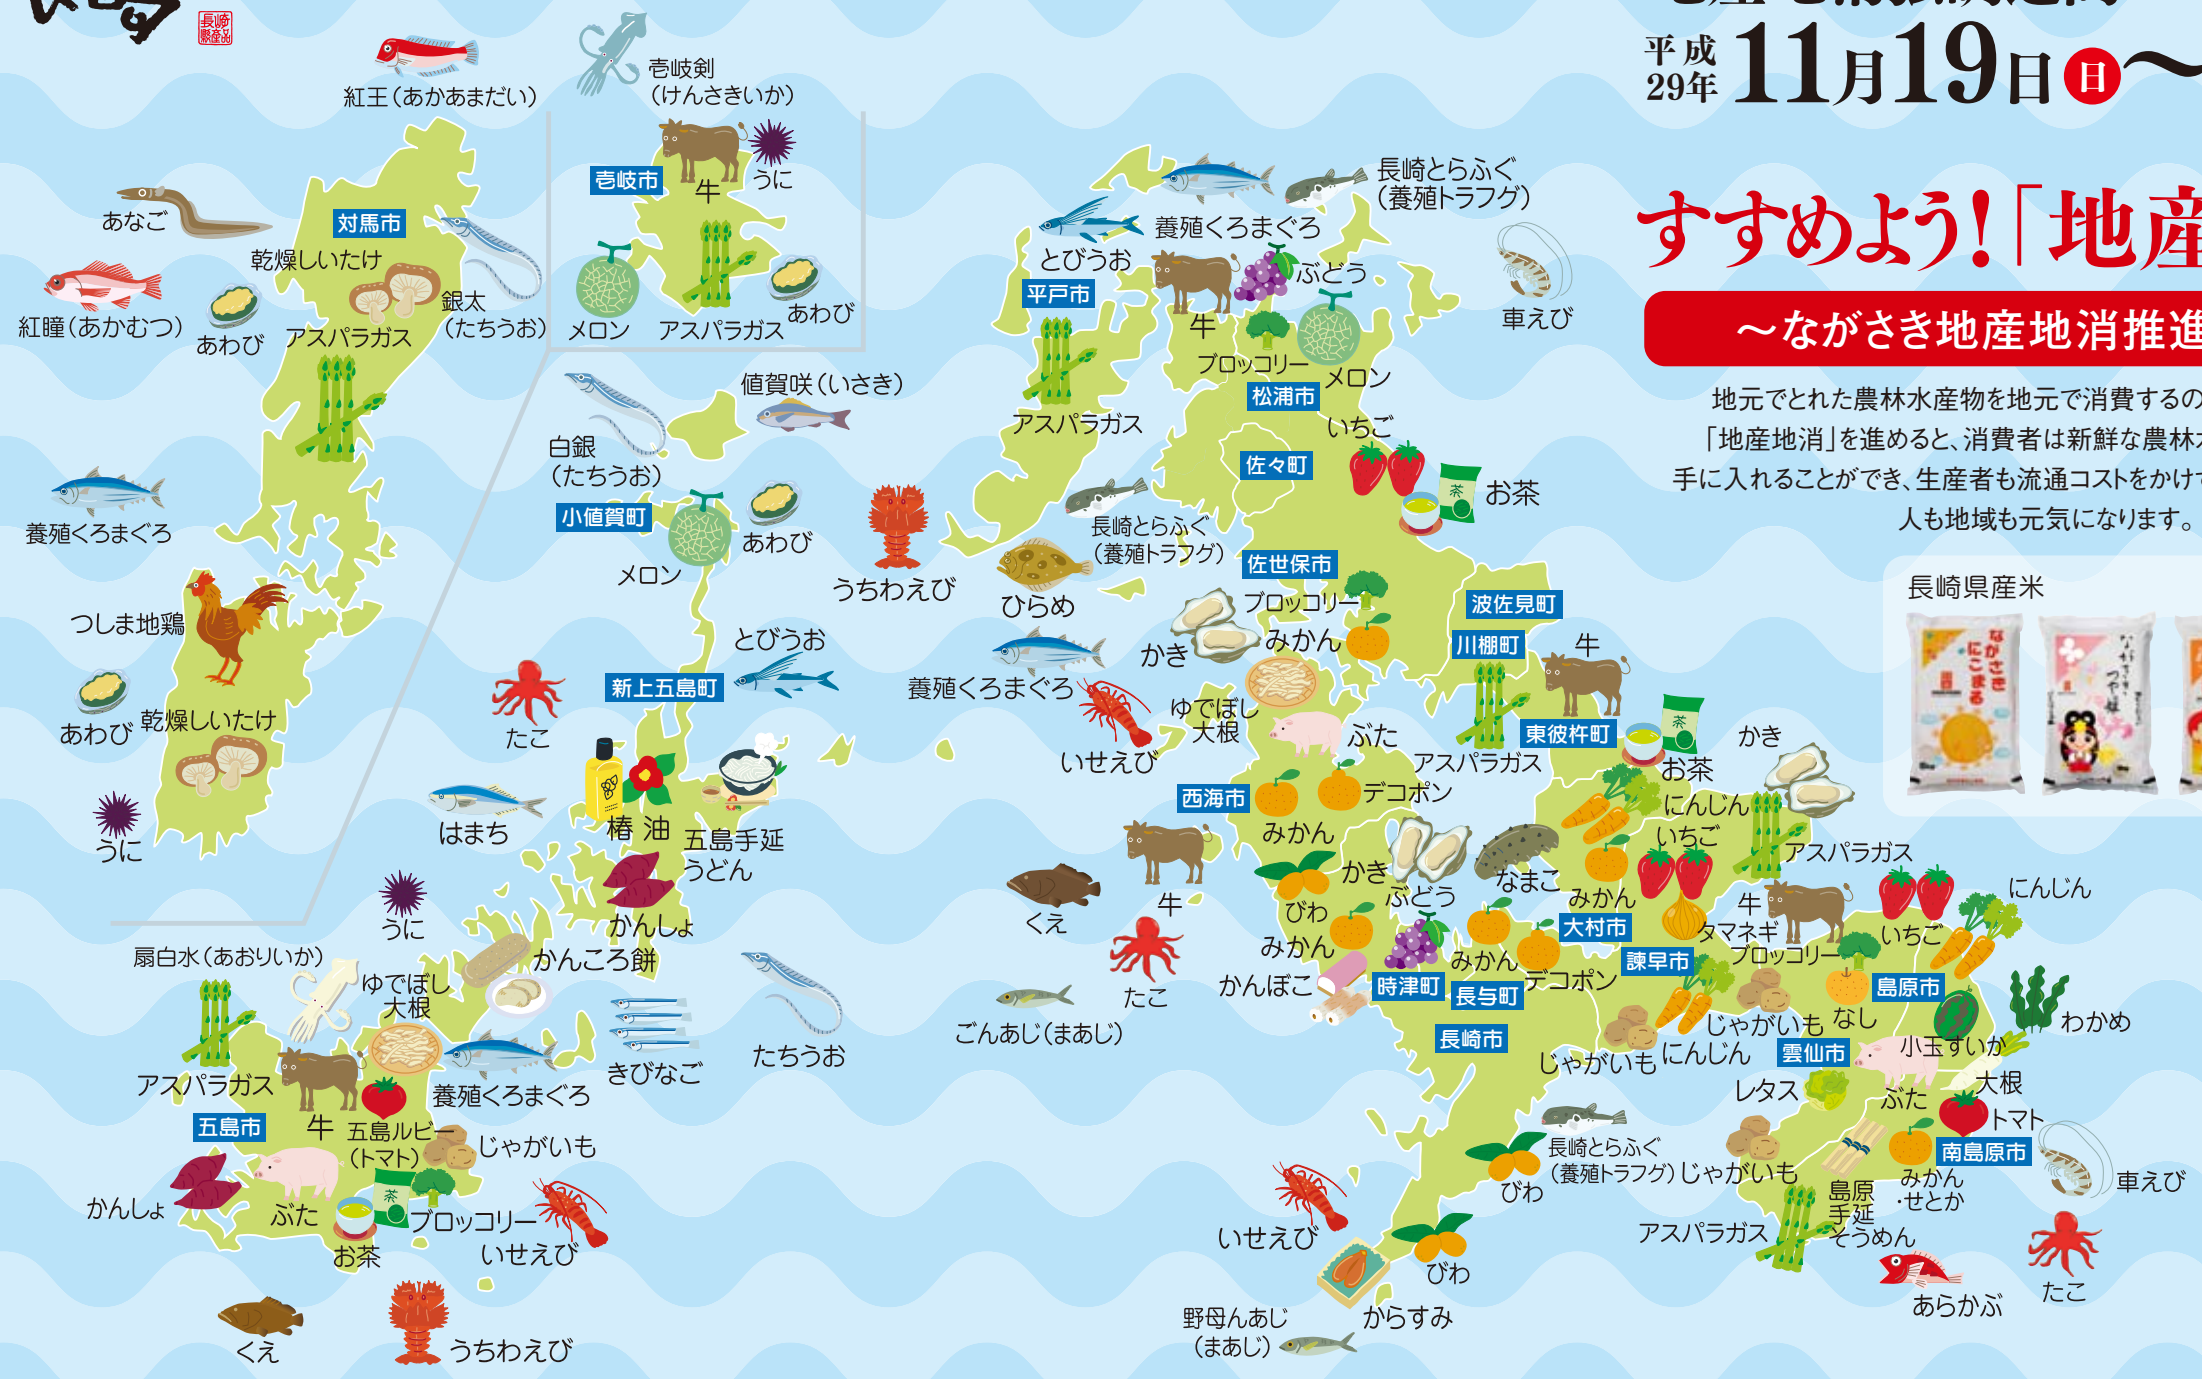 長崎
県産品
平成
29年
11月19日(日)〜
すすめよう!「地産
〜ながさき地産地消推進
地元でとれた農林水産物を地元で消費するの
「地産地消」を進めると、消費者は新鮮な農林
手に入れることができ、生産者も流通コストをかけ
人も地域も元気になります。
長崎県産米
ながさき
にこまる
紅王(あかあまだい)
壱岐剣
(けんさきいか)
壱岐市
牛
うに
メロン
アスパラガス
あわび
あなご
対馬市
乾燥しいたけ
銀太
(たちうお)
紅瞳(あかむつ)
あわび
アスパラガス
養殖くろまぐろ
つしま地鶏
あわび
乾燥しいたけ
うに
値賀咲(いさき)
白銀
(たちうお)
小値賀町
メロン
あわび
うちわえび
とびうお
新上五島町
たこ
はまち
椿油
五島手延
うどん
かんしょ
うに
かんころ餅
扇白水(あおりいか)
ゆでぼし
大根
アスパラガス
牛
養殖くろまぐろ
きびなご
たちうお
五島市
五島ルビー
(トマト)
じゃがいも
かんしょ
ぶた
茶
お茶
ブロッコリー
いせえび
くえ
うちわえび
長崎とらふぐ
(養殖トラフグ)
養殖くろまぐろ
とびうお
平戸市
牛
ぶどう
車えび
ブロッコリー
メロン
松浦市
アスパラガス
いちご
佐々町
茶
お茶
長崎とらふぐ
(養殖トラフグ)
ひらめ
佐世保市
ブロッコリー
みかん
かき
養殖くろまぐろ
いせえび
ゆでぼし
大根
波佐見町
川棚町
牛
アスパラガス
東彼杵町
茶
お茶
かき
ぶた
西海市
みかん
デコポン
にんじん
いちご
アスパラガス
牛
くえ
たこ
びわ
かき
ぶどう
なまこ
みかん
みかん
大村市
タマネギ
牛
ブロッコリー
いちご
にんじん
かんぼこ
時津町
みかん
長与町
デコポン
諫早市
長崎市
じゃがいも
にんじん
じゃがいも
なし
島原市
わかめ
小玉すいか
雲仙市
大根
レタス
ぶた
トマト
ごんあじ(まあじ)
長崎とらふぐ
(養殖トラフグ)
びわ
じゃがいも
島原
手延
そうめん
みかん
・せとか
南島原市
車えび
アスパラガス
いせえび
びわ
からすみ
野母んあじ
(まあじ)
あらかぶ
たこ